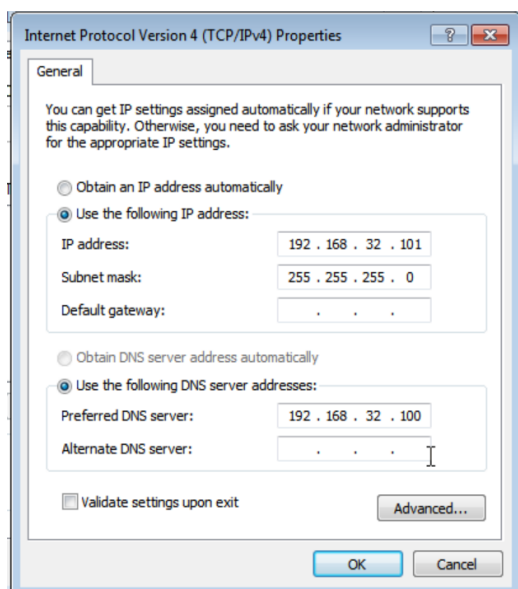 Internet Protocol Version 4 (TCP/IPv4) Properties
General
You can get IP settings assigned automatically if your network supports
this capability. Otherwise, you need to ask your network administrator
for the appropriate IP settings.
Obtain an IP address automatically
Use the following IP address:
IP address: 192 . 168 . 32 . 101
Subnet mask: 255 . 255 . 255 . 0
Default gateway: . . .
Obtain DNS server address automatically
Use the following DNS server addresses:
Preferred DNS server: 192 . 168 . 32 . 100
Alternate DNS server: . . .
Validate settings upon exit
Advanced...
OK Cancel